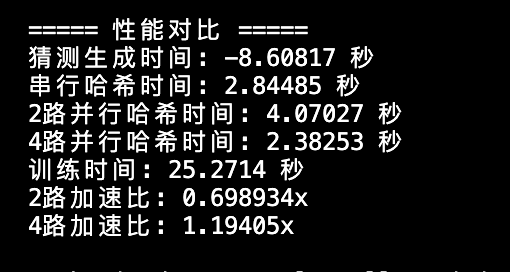 ===== 性能对比 =====
猜测生成时间: -8.60817 秒
串行哈希时间: 2.84485 秒
2路并行哈希时间: 4.07027 秒
4路并行哈希时间: 2.38253 秒
训练时间: 25.2714 秒
2路加速比: 0.698934x
4路加速比: 1.19405x